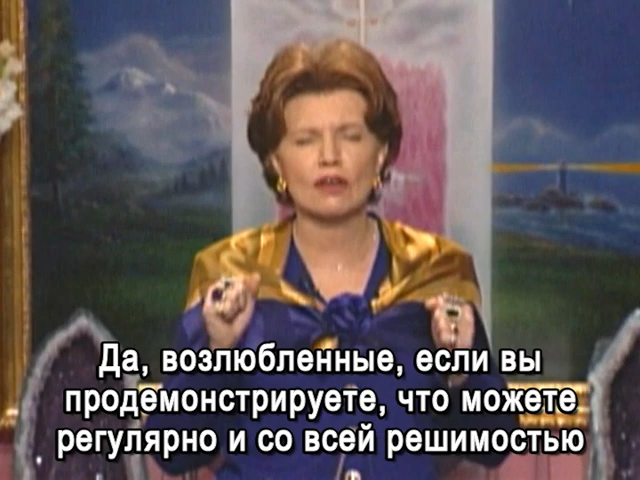 Да, возлюбленные, если вы
продемонстрируете, что можете
регулярно и со всей решимостью